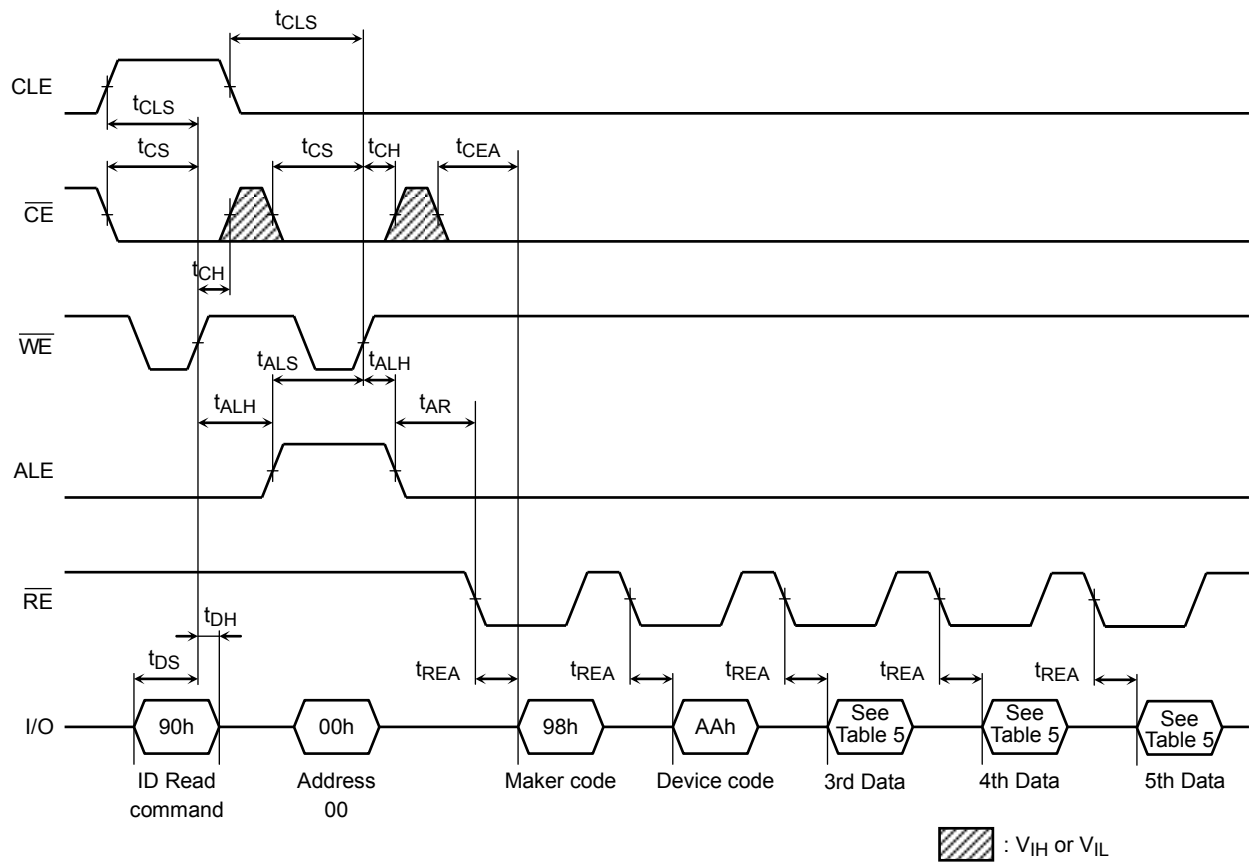 tCLS
CLE
tCLS
tCS tCS tCH tCEA
CE
tCH
WE
tALS tALH
tALH tAR
ALE
RE
tDH
tDS tREA tREA tREA tREA tREA
I/O 90h 00h 98h AAh See Table 5 See Table 5 See Table 5
ID Read command
Address 00
Maker code
Device code
3rd Data
4th Data
5th Data
: VIH or VIL